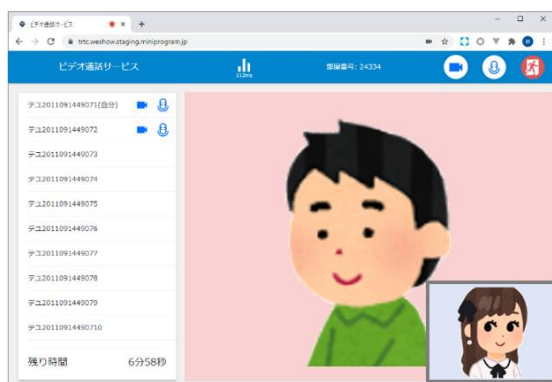 ビデオ通話サービス
trtc.weshow.staging.miniprogram.jp
ビデオ通話サービス
112ms
部屋番号: 24334
テユ2011091449071(自分)
テユ2011091449072
テユ2011091449073
テユ2011091449074
テユ2011091449075
テユ2011091449076
テユ2011091449077
テユ2011091449078
テユ2011091449079
テユ20110914490710
残り時間 6分58秒